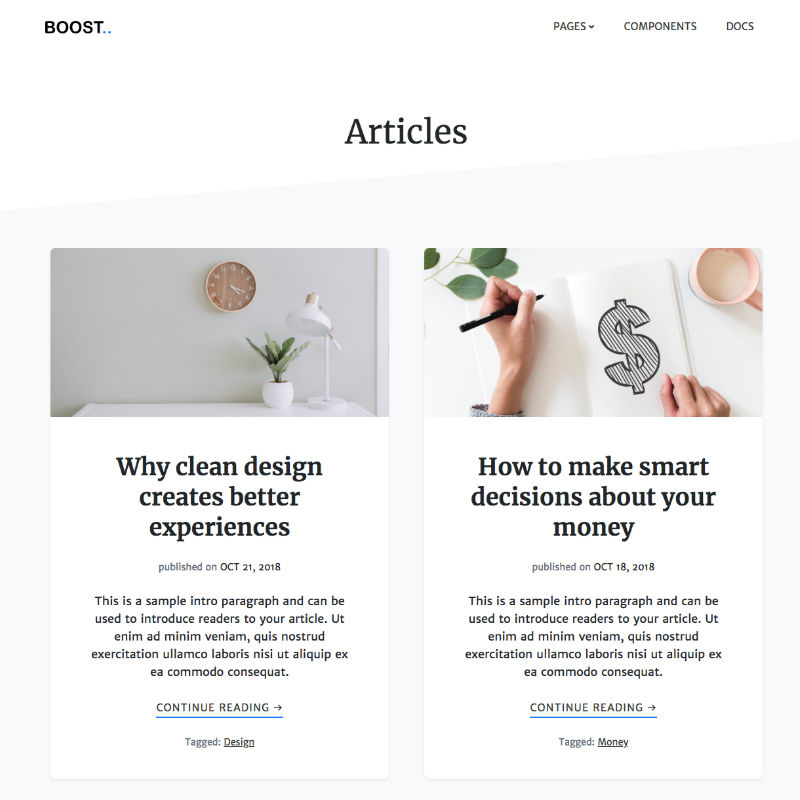 BOOST..
PAGES
COMPONENTS
DOCS
Articles
Why clean design
creates better
experiences
published on OCT 21, 2018
This is a sample intro paragraph and can be
used to introduce readers to your article. Ut
enim ad minim veniam, quis nostrud
exercitation ullamco laboris nisi ut aliquip ex
ea commodo consequat.
CONTINUE READING →
Tagged: Design
$
How to make smart
decisions about your
money
published on OCT 18, 2018
This is a sample intro paragraph and can be
used to introduce readers to your article. Ut
enim ad minim veniam, quis nostrud
exercitation ullamco laboris nisi ut aliquip ex
ea commodo consequat.
CONTINUE READING →
Tagged: Money